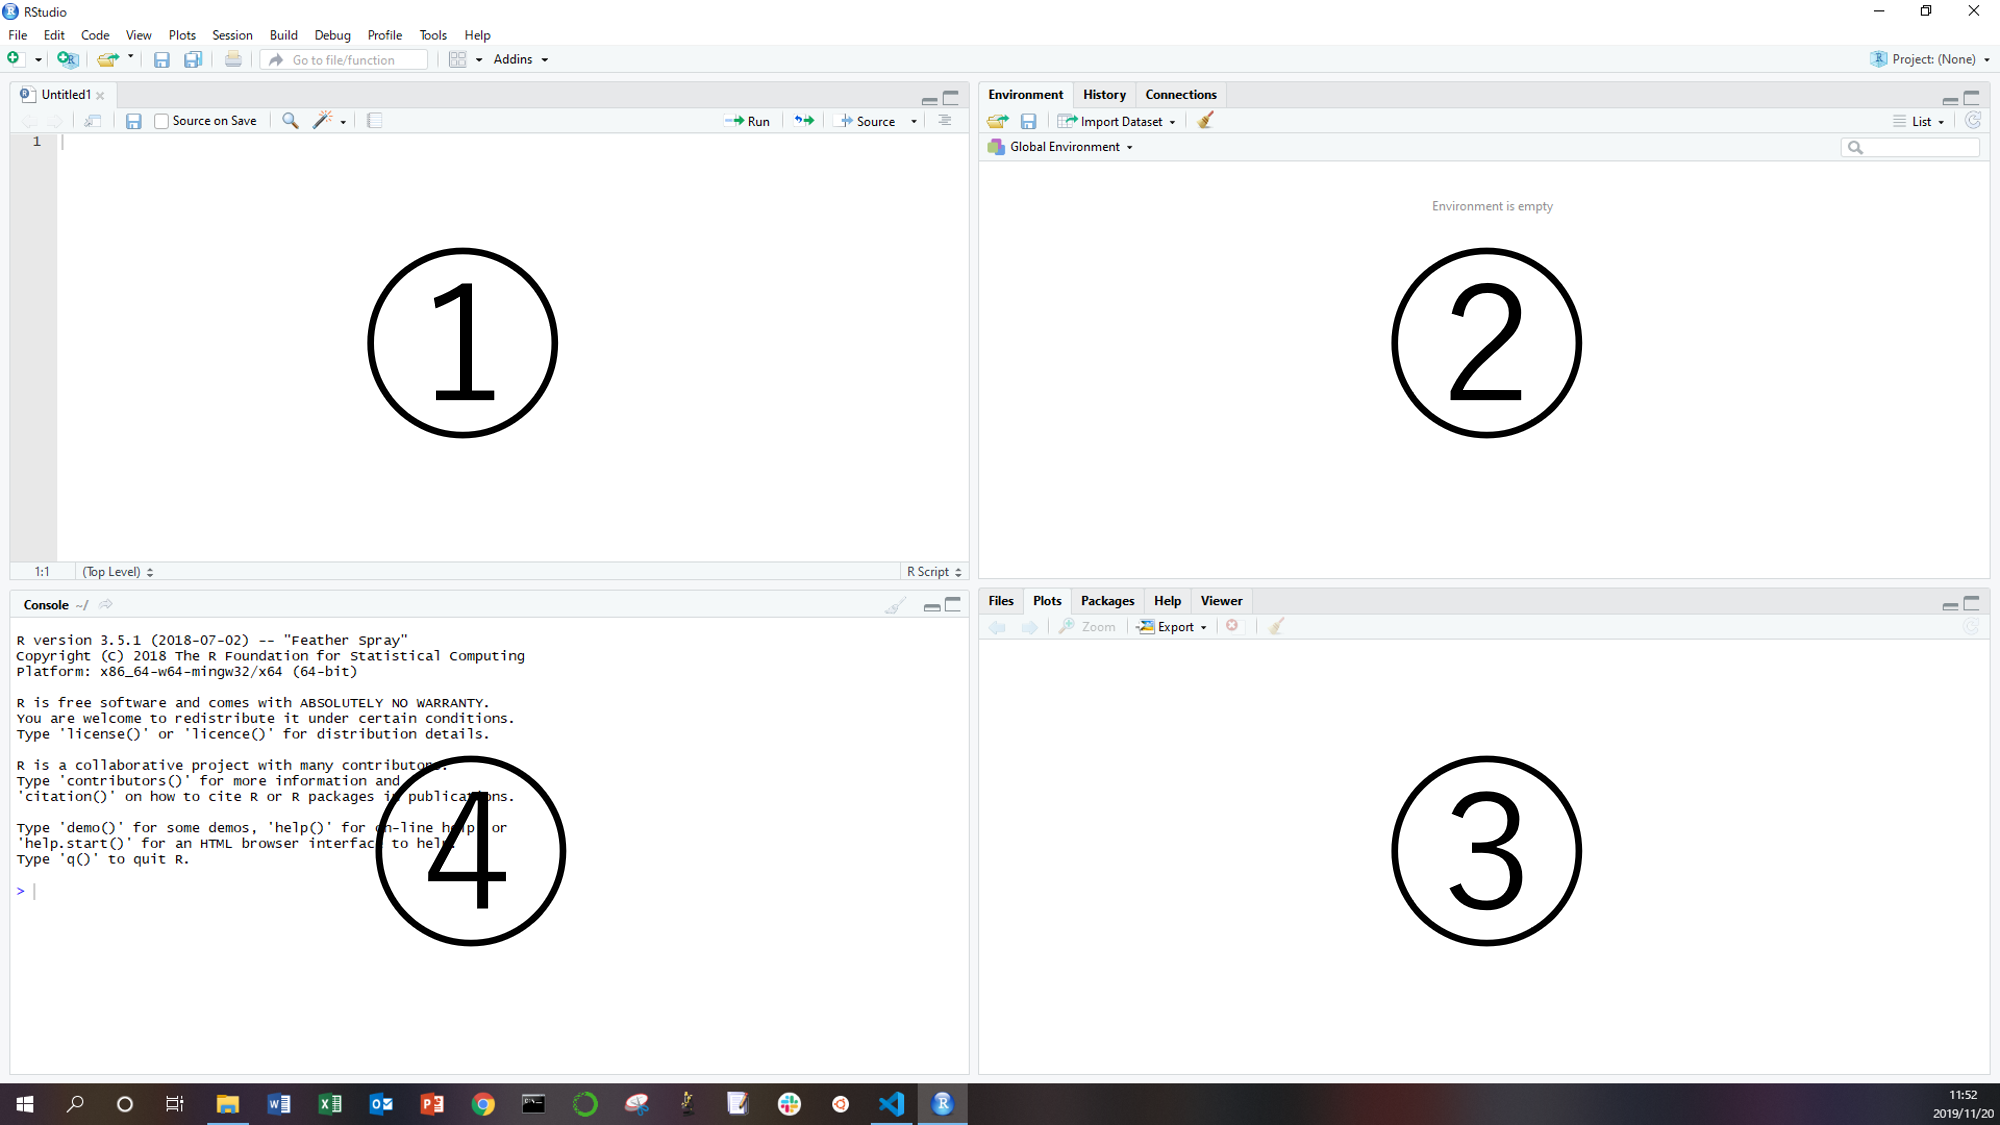 RStudio
File Edit Code View Plots Session Build Debug Profile Tools Help
Go to file/function Addins Project: (None)
Untitled1
Source on Save Run Source
1
1
1:1 (Top Level) R Script
Environment History Connections
Import Dataset List
Global Environment
Environment is empty
2
Console ~/
R version 3.5.1 (2018-07-02) -- "Feather Spray"
Copyright (C) 2018 The R Foundation for Statistical Computing
Platform: x86_64-w64-mingw32/x64 (64-bit)
R is free software and comes with ABSOLUTELY NO WARRANTY.
You are welcome to redistribute it under certain conditions.
Type 'license()' or 'licence()' for distribution details.
R is a collaborative project with many contributors.
Type 'contributors()' for more information and
'citation()' on how to cite R or R packages in publications.
Type 'demo()' for some demos, 'help()' for on-line help, or
'help.start()' for an HTML browser interface to help.
Type 'q()' to quit R.
>
4
Files Plots Packages Help Viewer
Zoom Export
3
11:52
2019/11/20